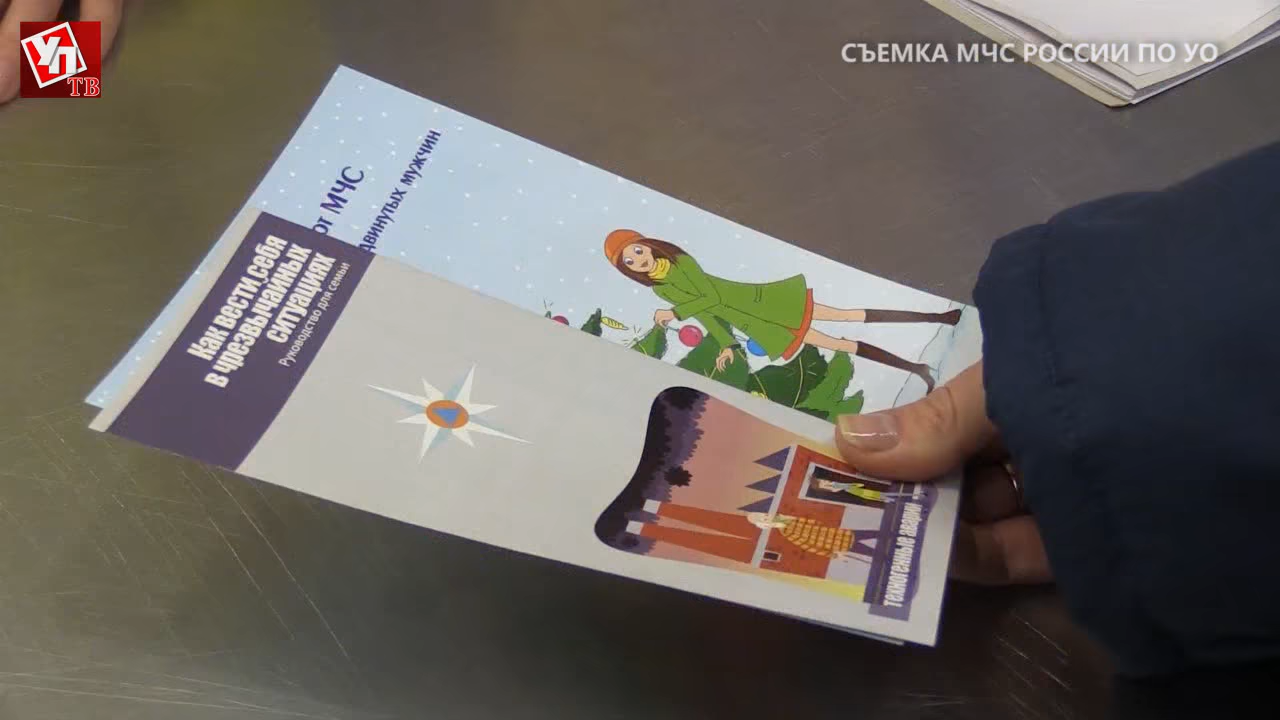 УП
ТВ
СЪЕМКА МЧС РОССИИ ПО УО
от МЧС
мужчин
Как вести себя
в чрезвычайных
ситуациях
Руководство для семьи
техногенные аварии